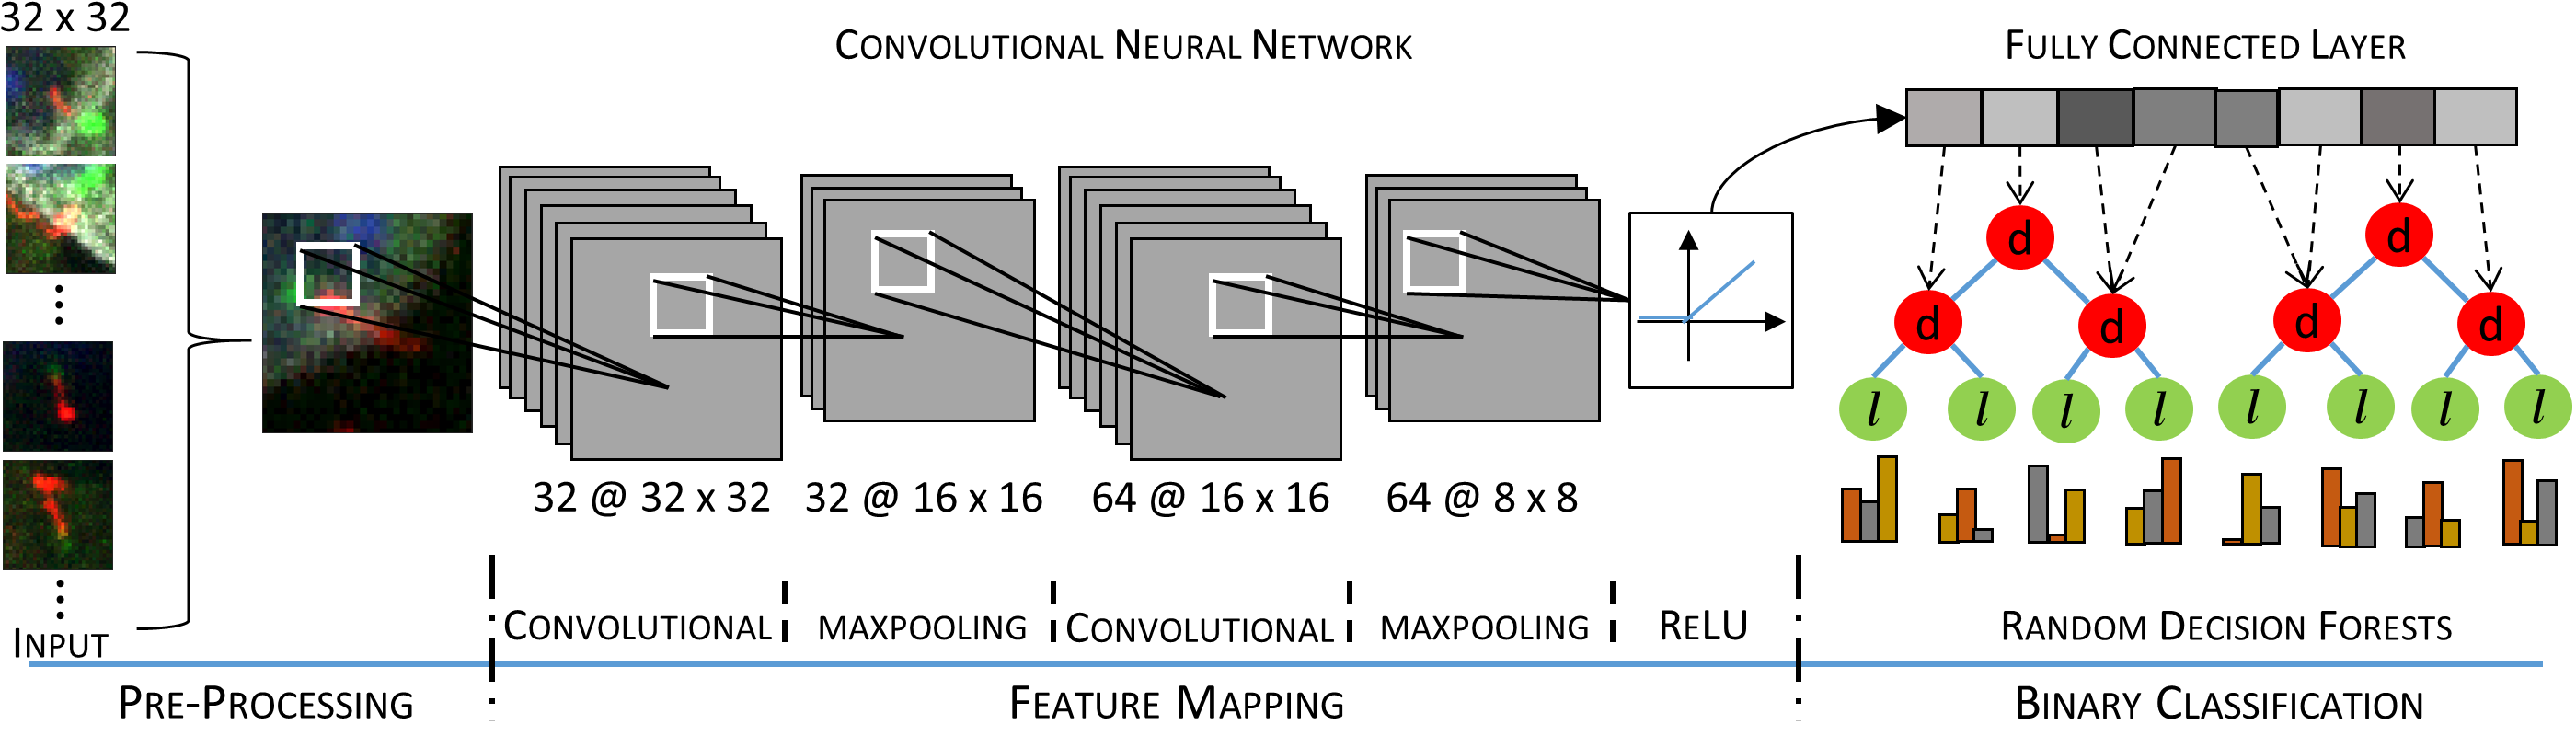 32 x 32
CONVOLUTIONAL NEURAL NETWORK
FULLY CONNECTED LAYER
d
d
d
d
d
d
l
l
l
l
l
l
l
l
32 @ 32 x 32
32 @ 16 x 16
64 @ 16 x 16
64 @ 8 x 8
INPUT
CONVOLUTIONAL
MAXPOOLING
CONVOLUTIONAL
MAXPOOLING
RELU
RANDOM DECISION FORESTS
PRE-PROCESSING
FEATURE MAPPING
BINARY CLASSIFICATION